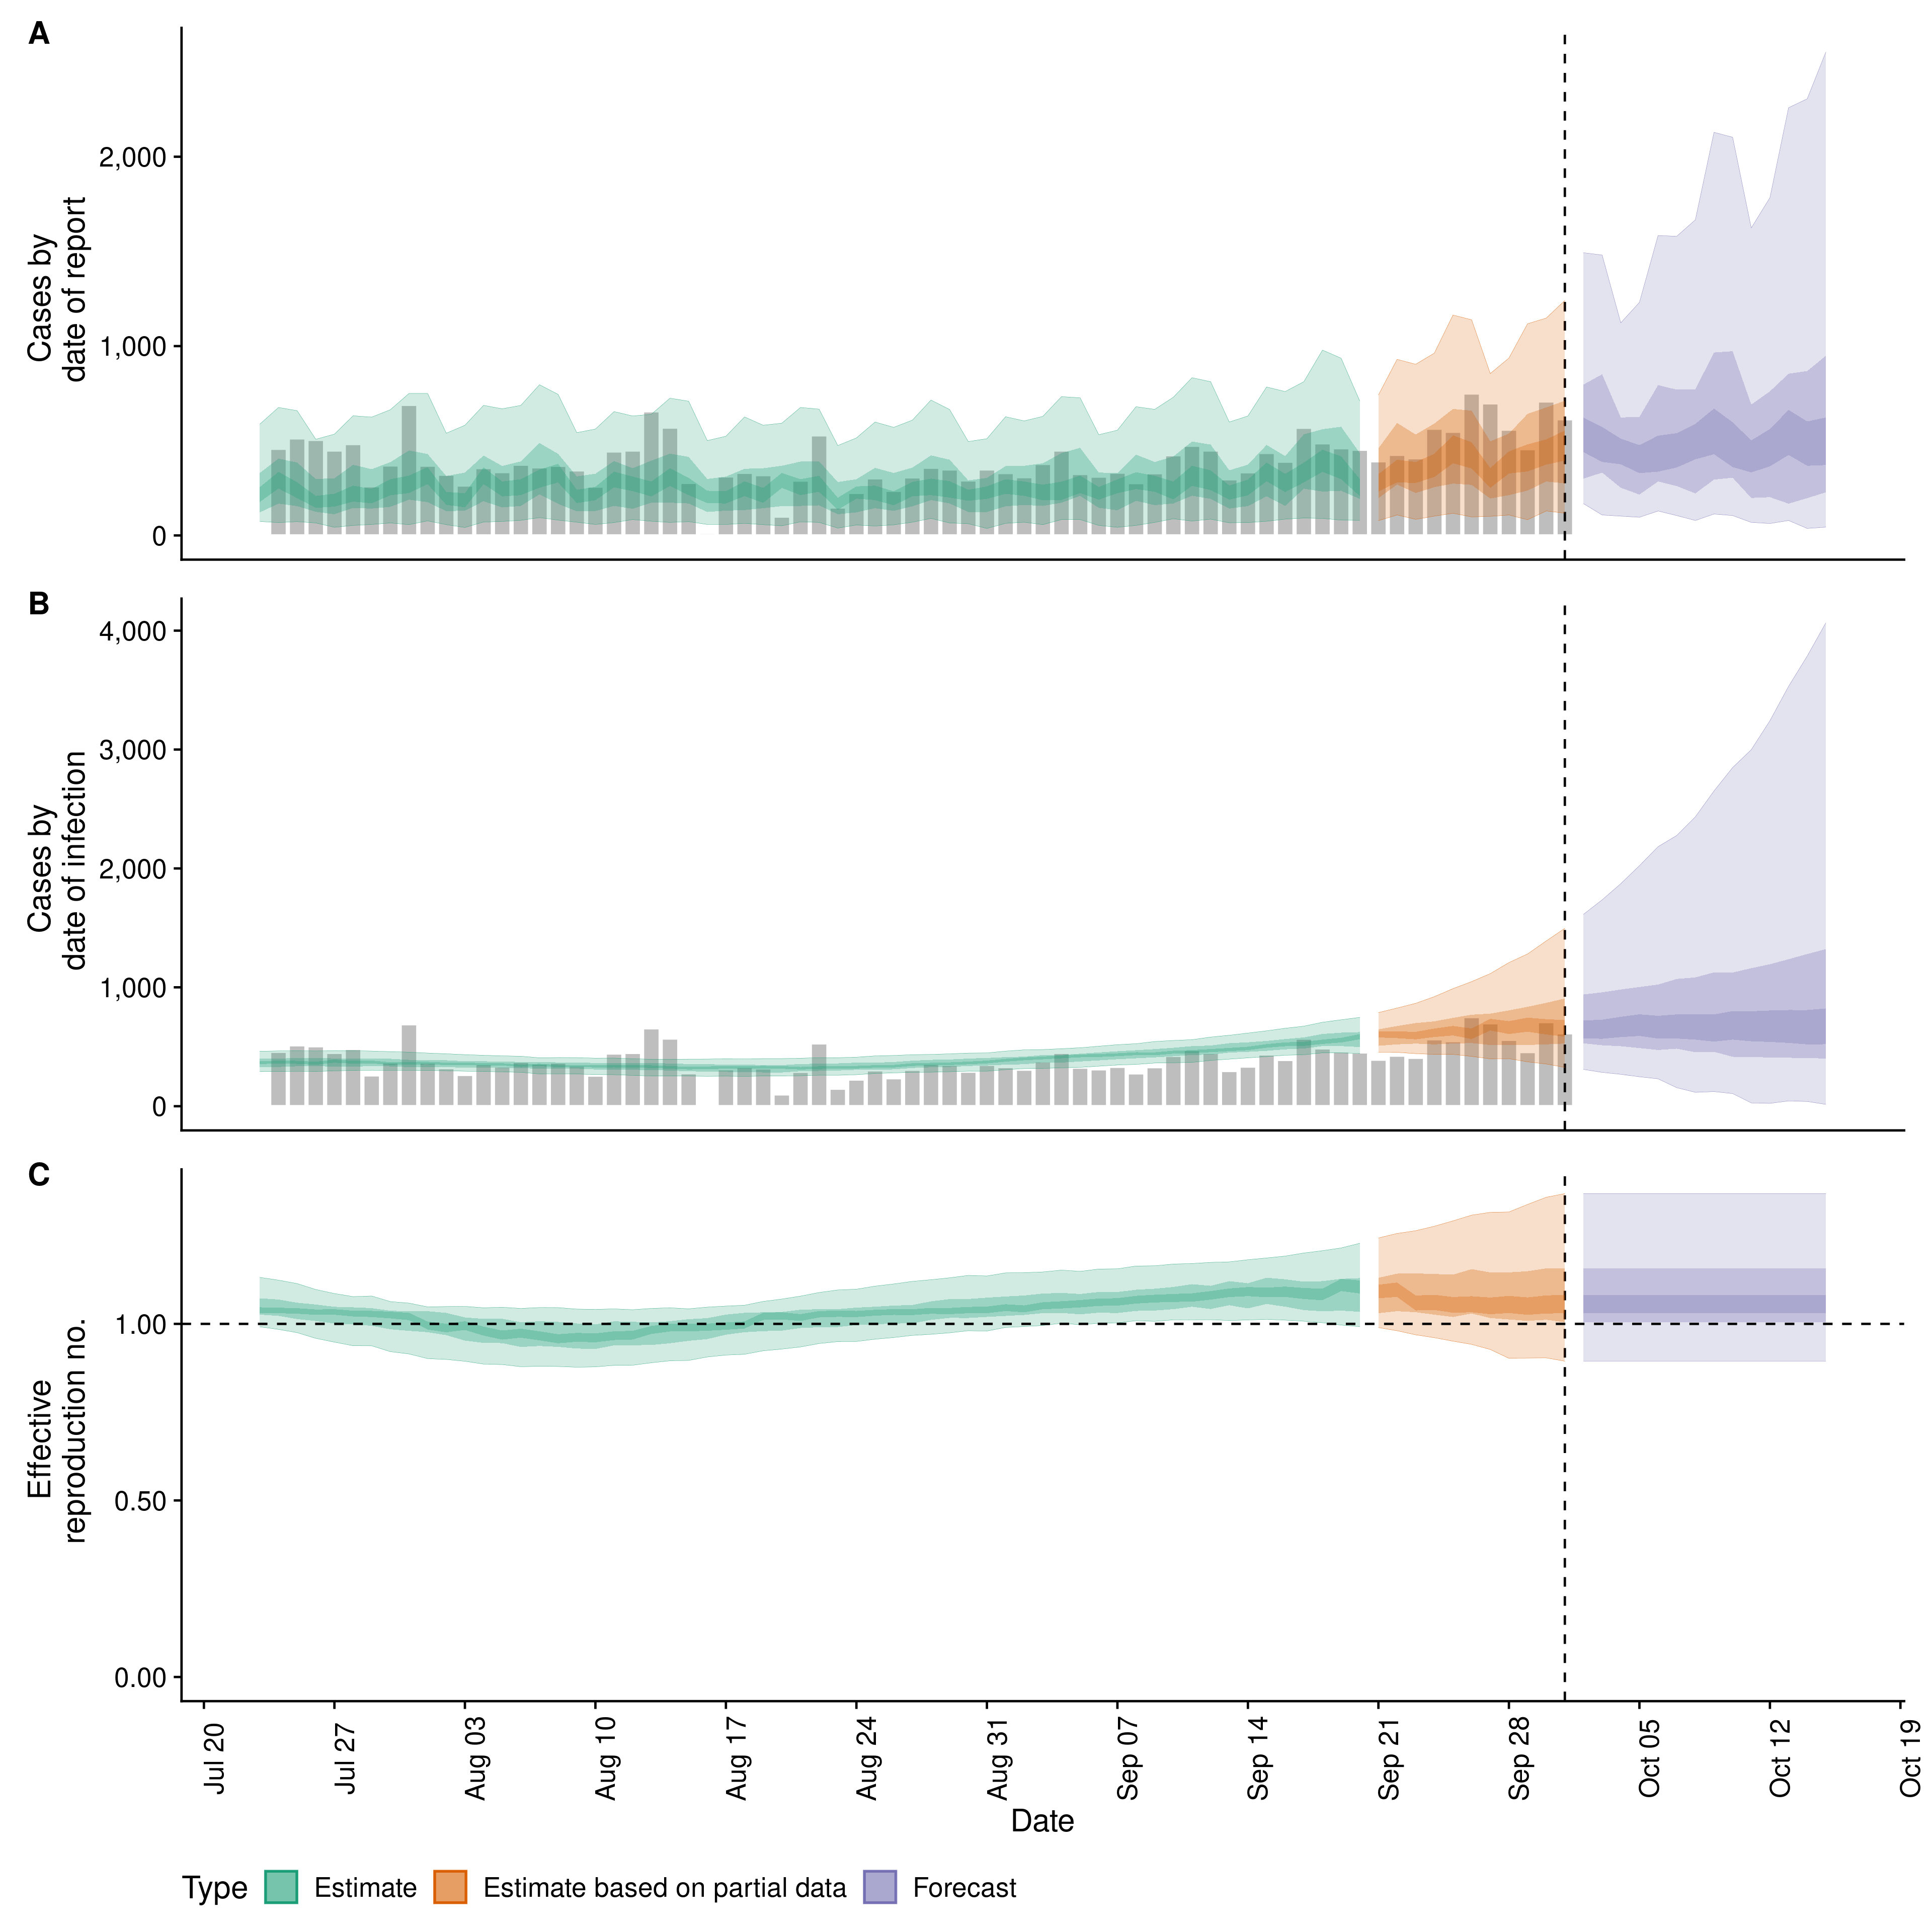 A
Cases by
date of report
2,000
1,000
0
B
Cases by
date of infection
4,000
3,000
2,000
1,000
0
C
Effective
reproduction no.
1.00
0.50
0.00
Jul 20
Jul 27
Aug 03
Aug 10
Aug 17
Aug 24
Aug 31
Sep 07
Sep 14
Sep 21
Sep 28
Oct 05
Oct 12
Oct 19
Date
Type Estimate Estimate based on partial data Forecast